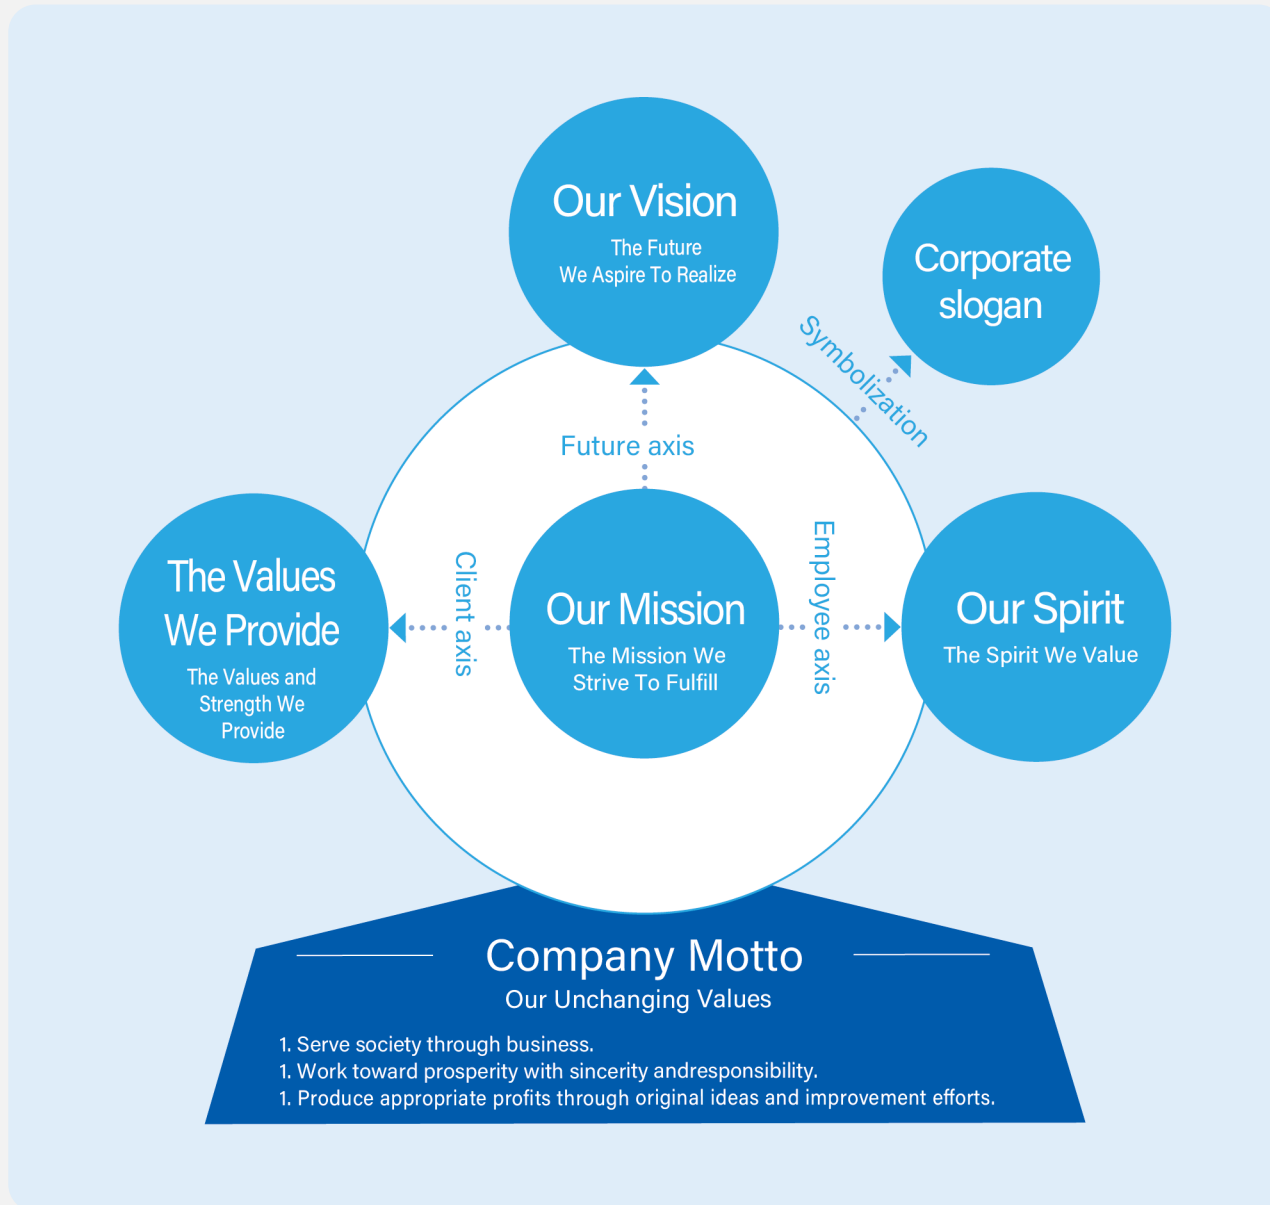 Our Vision
The Future
We Aspire To Realize
Corporate
slogan
Symbolization
Future axis
The Values
We Provide
The Values and
Strength We
Provide
Client axis
Our Mission
The Mission We
Strive To Fulfill
Employee axis
Our Spirit
The Spirit We Value
Company Motto
Our Unchanging Values
1. Serve society through business.
1. Work toward prosperity with sincerity andresponsibility.
1. Produce appropriate profits through original ideas and improvement efforts.